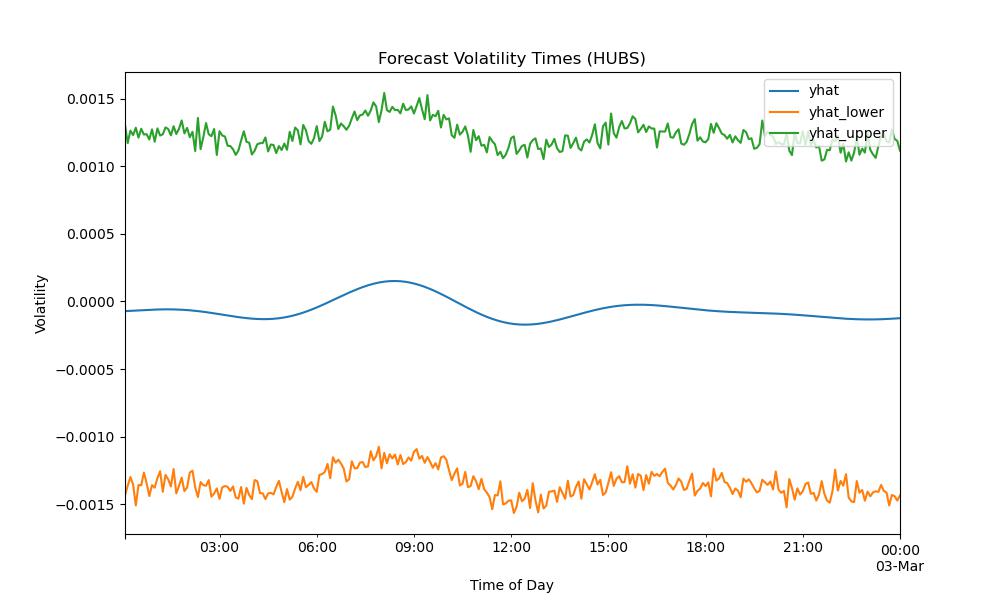 Forecast Volatility Times (HUBS)
yhat
yhat_lower
yhat_upper
0.0015
0.0010
0.0005
0.0000
−0.0005
−0.0010
−0.0015
Volatility
03:00
06:00
09:00
12:00
15:00
18:00
21:00
00:00
03-Mar
Time of Day